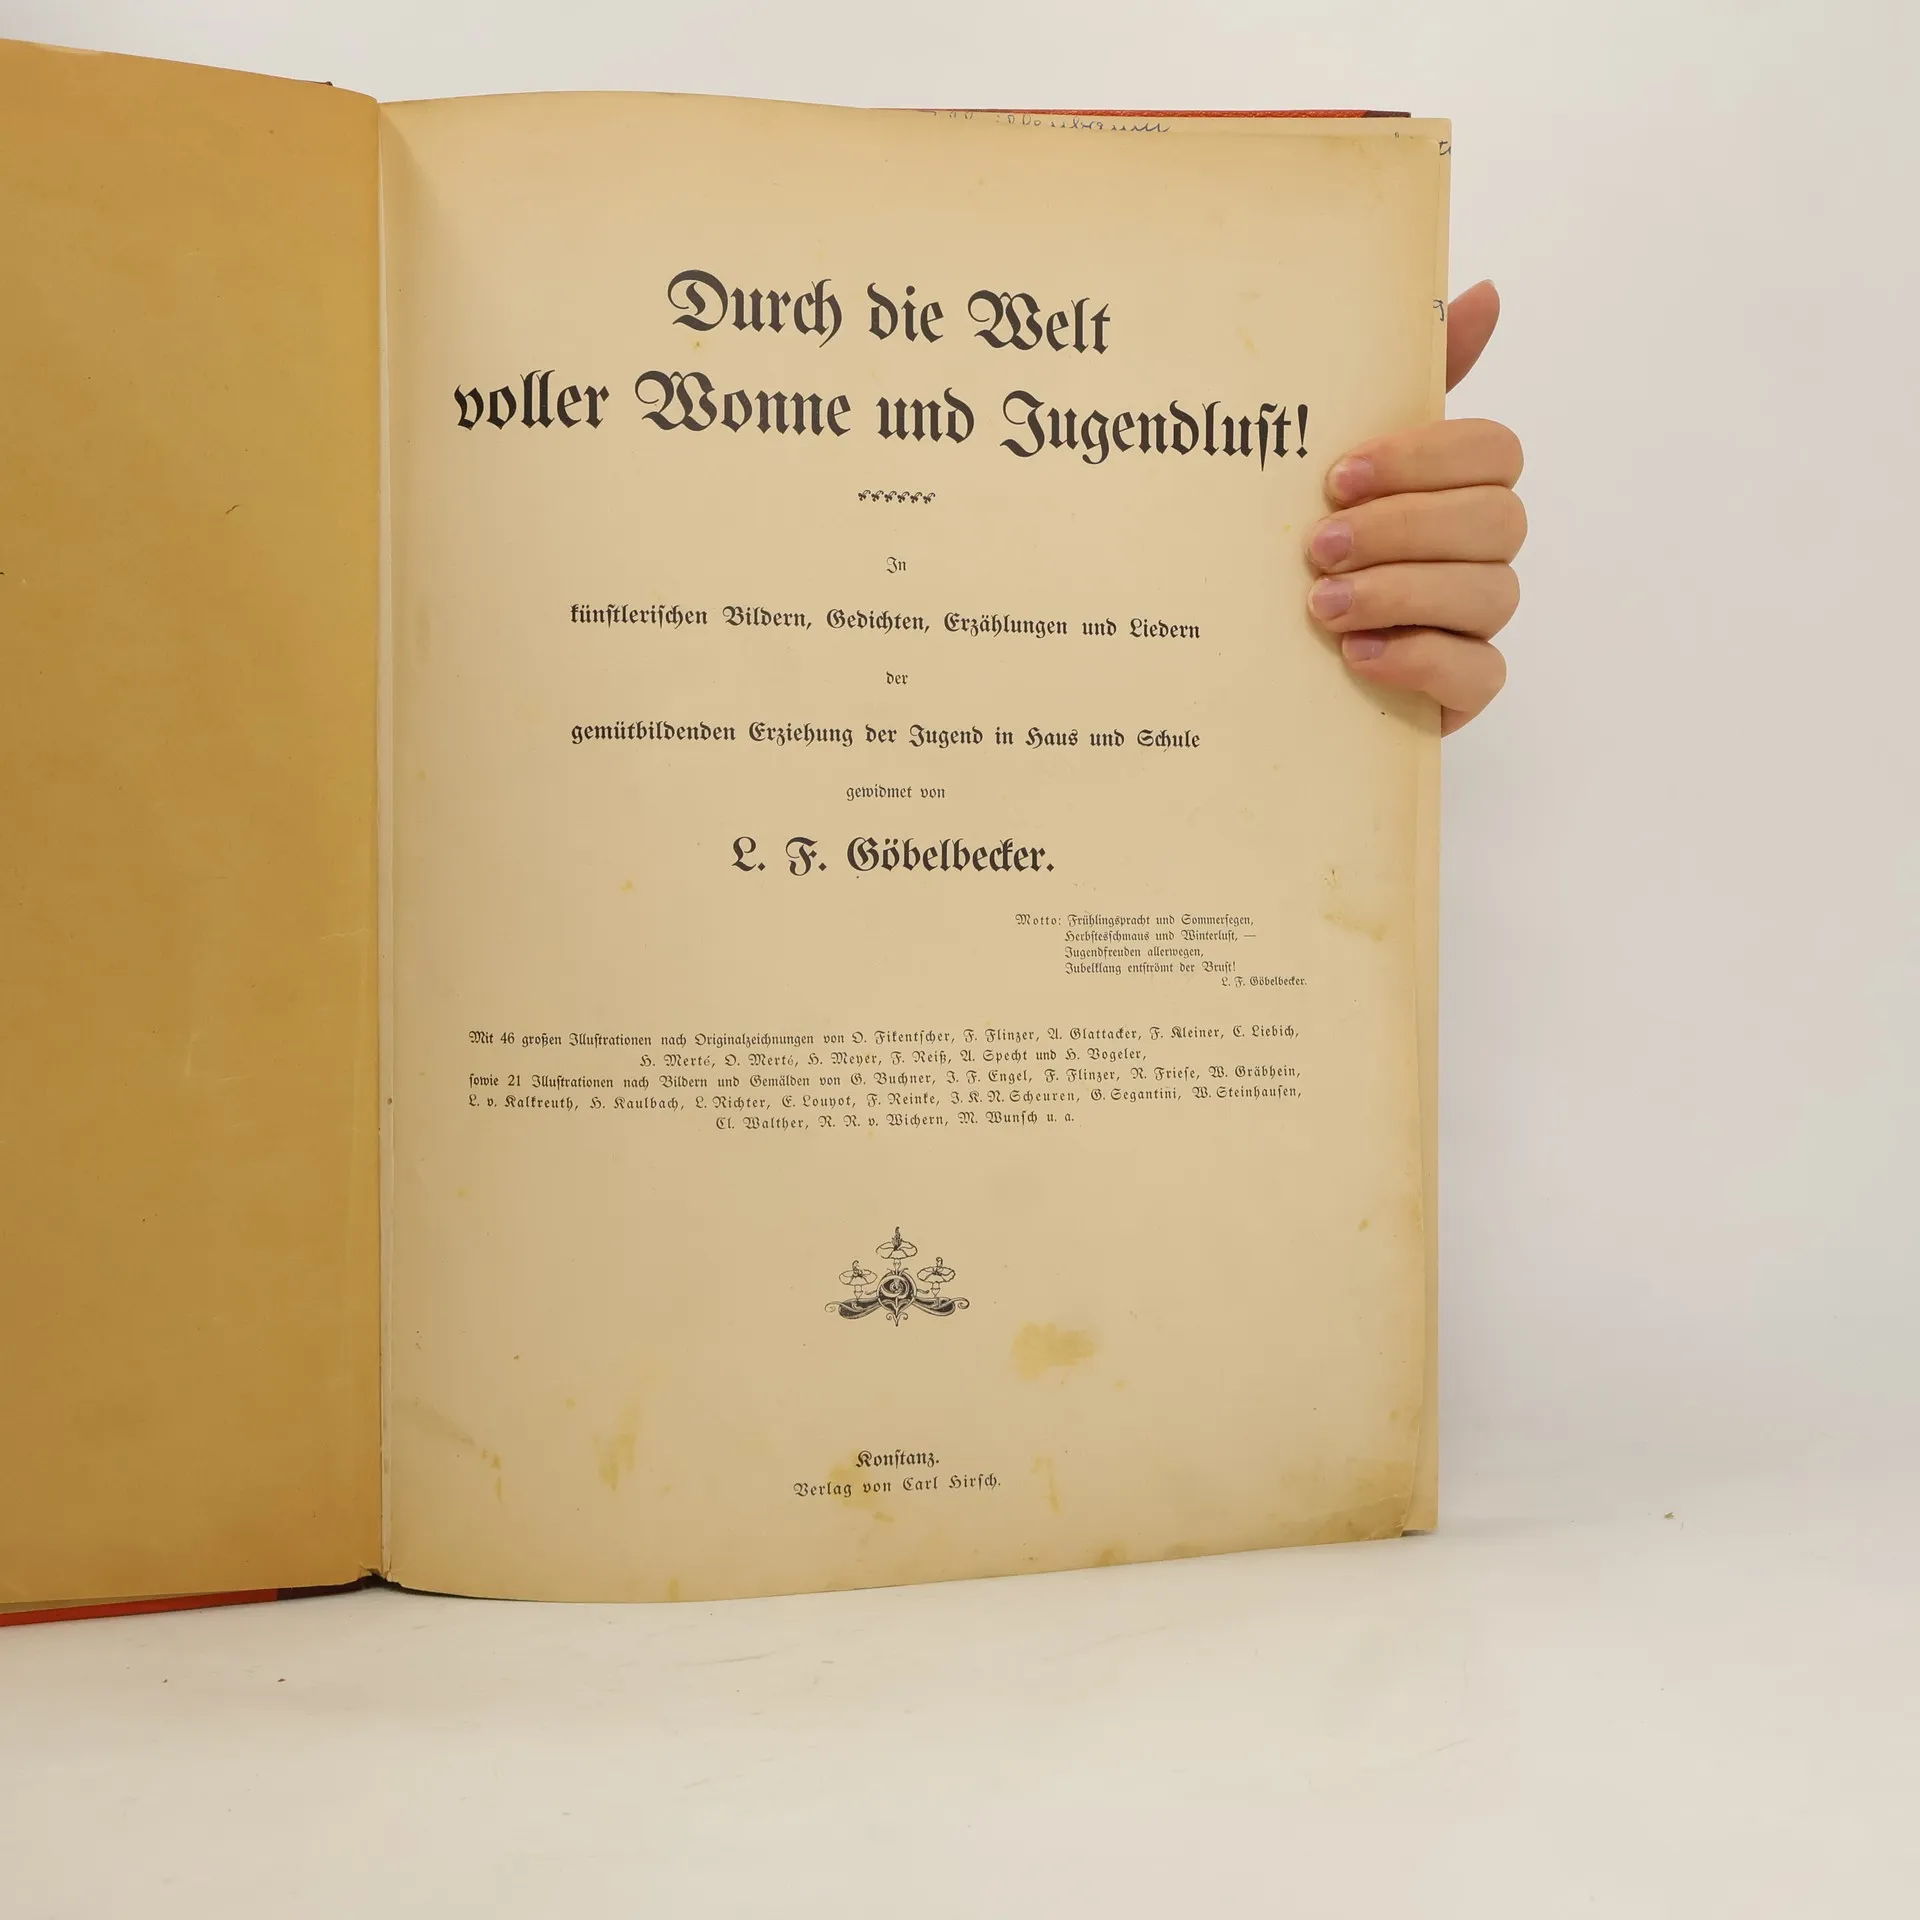 Durch die Welt
voller Wonne und Jugendluſt!
In
künſtleriſchen Bildern, Gedichten, Erzählungen und Liedern
der
gemütbildenden Erziehung der Jugend in Haus und Schule
gewidmet von
L. F. Göbelbecker.
Motto: Frühlingspracht und Sommerſegen,
Herbſtesſchmaus und Winterluſt, —
Jugendfreuden allerwegen,
Jubelklang entſtrömt der Bruſt!
L. F. Göbelbecker.
Mit 46 großen Illuſtrationen nach Originalzeichnungen von O. Fikentſcher, F. Flinzer, A. Glattacker, F. Kleiner, C. Liebich,
H. Merté, O. Merté, H. Meyer, F. Reiß, A. Specht und H. Vogeler,
ſowie 21 Illuſtrationen nach Bildern und Gemälden von G. Buchner, J. F. Engel, F. Flinzer, R. Frieſe, W. Gräbhein,
L. v. Kalkreuth, H. Kaulbach, L. Richter, E. Louyot, F. Reinke, J. K. N. Scheuren, G. Segantini, W. Steinhauſen,
Cl. Walther, R. R. v. Wichern, M. Wunſch u. a.
Konſtanz.
Verlag von Carl Hirſch.